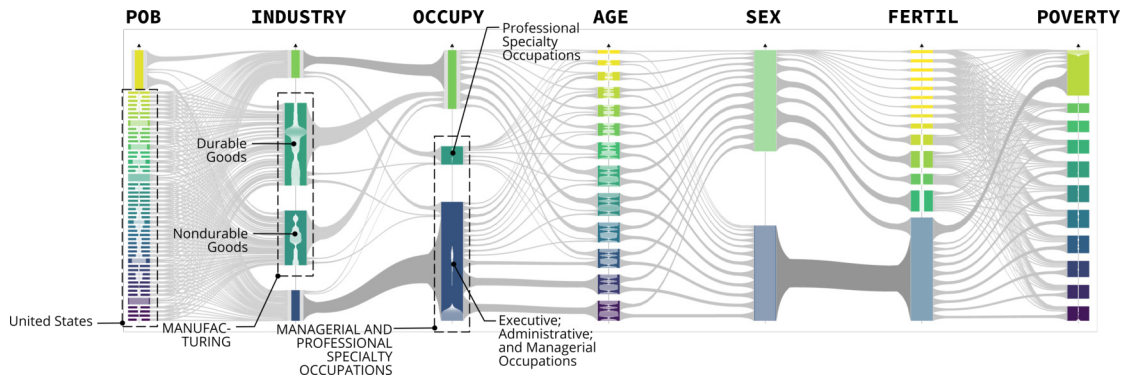 POB INDUSTRY OCCUPY AGE SEX FERTIL POVERTY
Professional
Specialty
Occupations
Durable
Goods
Nondurable
Goods
United States
MANUFAC-
TURING
MANAGERIAL AND
PROFESSIONAL
SPECIALTY
OCCUPATIONS
Executive;
Administrative;
and Managerial
Occupations